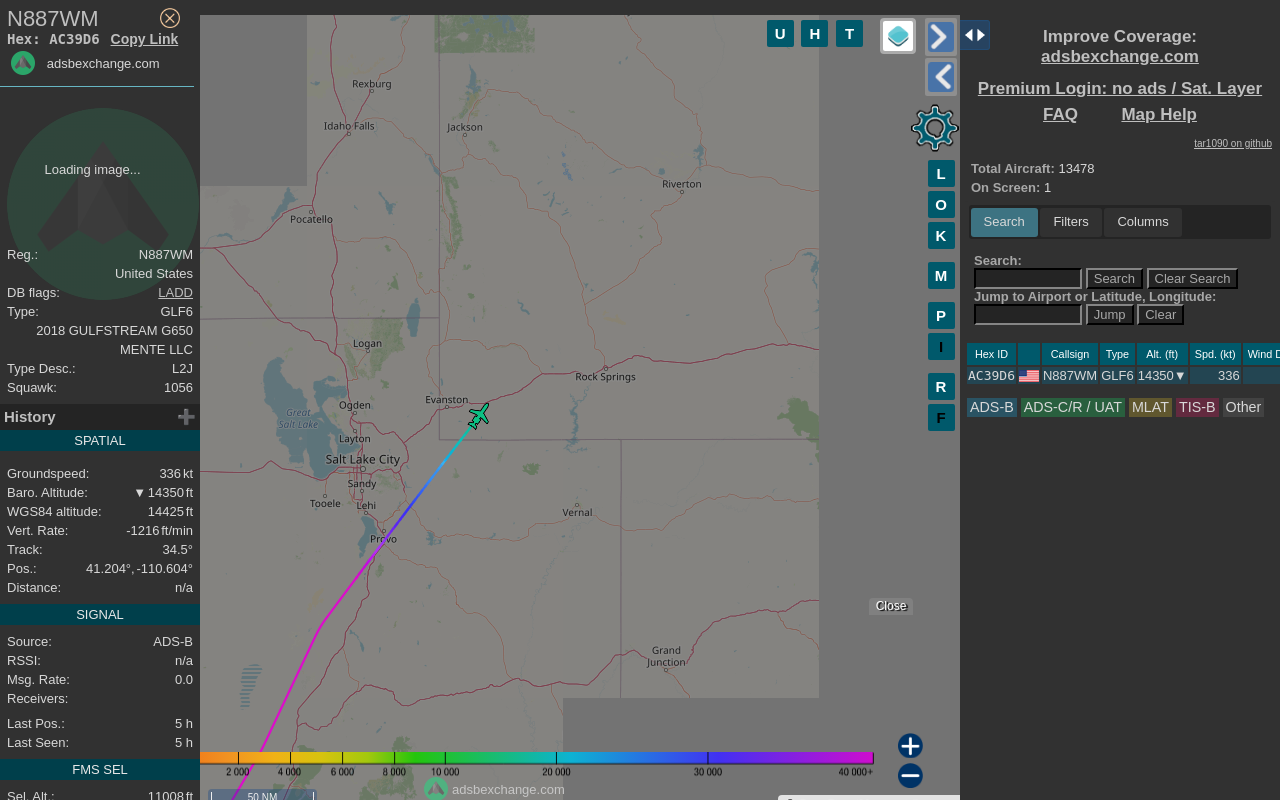 N887WM
Hex: AC39D6 Copy Link
adsbexchange.com
Loading image...
Reg.: N887WM
United States
DB flags: LADD
Type: GLF6
2018 GULFSTREAM G650
MENTE LLC
Type Desc.: L2J
Squawk: 1056
History
SPATIAL
Groundspeed: 336 kt
Baro. Altitude: ▼ 14350 ft
WGS84 altitude: 14425 ft
Vert. Rate: -1216 ft/min
Track: 34.5°
Pos.: 41.204°, -110.604°
Distance: n/a
SIGNAL
Source: ADS-B
RSSI: n/a
Msg. Rate: 0.0
Receivers:
Last Pos.: 5 h
Last Seen: 5 h
FMS SEL
Sel. Alt.: 11008 ft
U H T
Rexburg
Idaho Falls
Jackson
Riverton
Pocatello
Logan
Rock Springs
Evanston
Ogden
Great
Salt Lake
Layton
Salt Lake City
Sandy
Tooele
Lehi
Vernal
Provo
Grand
Junction
L
O
K
M
P
I
R
F
Close
2 000 4 000 6 000 8 000 10 000 20 000 30 000 40 000+
adsbexchange.com
50 NM
Improve Coverage:
adsbexchange.com
Premium Login: no ads / Sat. Layer
FAQ Map Help
tar1090 on github
Total Aircraft: 13478
On Screen: 1
Search Filters Columns
Search:
Search Clear Search
Jump to Airport or Latitude, Longitude:
Jump Clear
Hex ID Callsign Type Alt. (ft) Spd. (kt) Wind D
AC39D6 N887WM GLF6 14350▼ 336
ADS-B ADS-C/R / UAT MLAT TIS-B Other